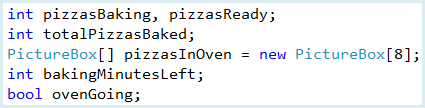 int pizzasBaking, pizzasReady;
int totalPizzasBaked;
PictureBox[] pizzasInOven = new PictureBox[8];
int bakingMinutesLeft;
bool ovenGoing;